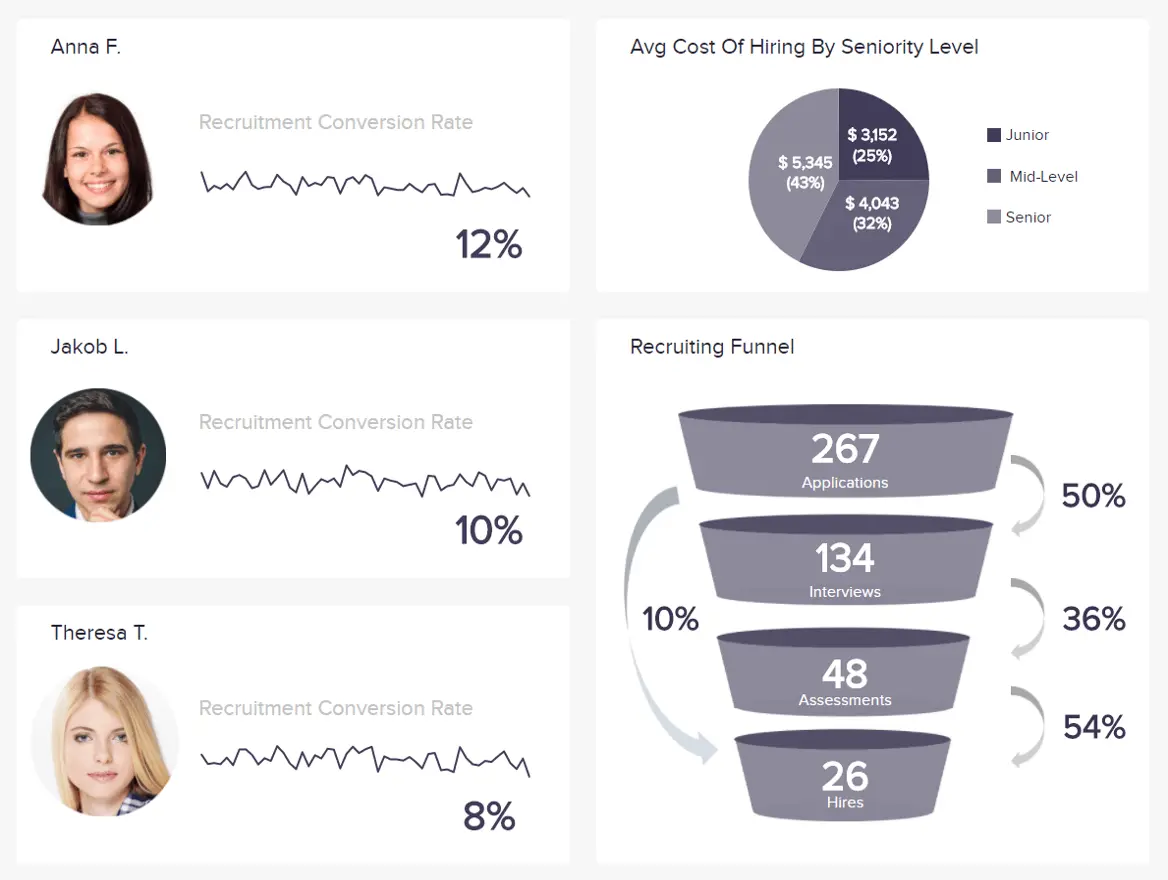 Anna F.
Recruitment Conversion Rate
12%
Avg Cost Of Hiring By Seniority Level
$ 3,152
(25%)
$ 5,345
(43%)
$ 4,043
(32%)
Junior
Mid-Level
Senior
Jakob L.
Recruitment Conversion Rate
10%
Theresa T.
Recruitment Conversion Rate
8%
Recruiting Funnel
267
Applications
50%
134
Interviews
10%
36%
48
Assessments
54%
26
Hires